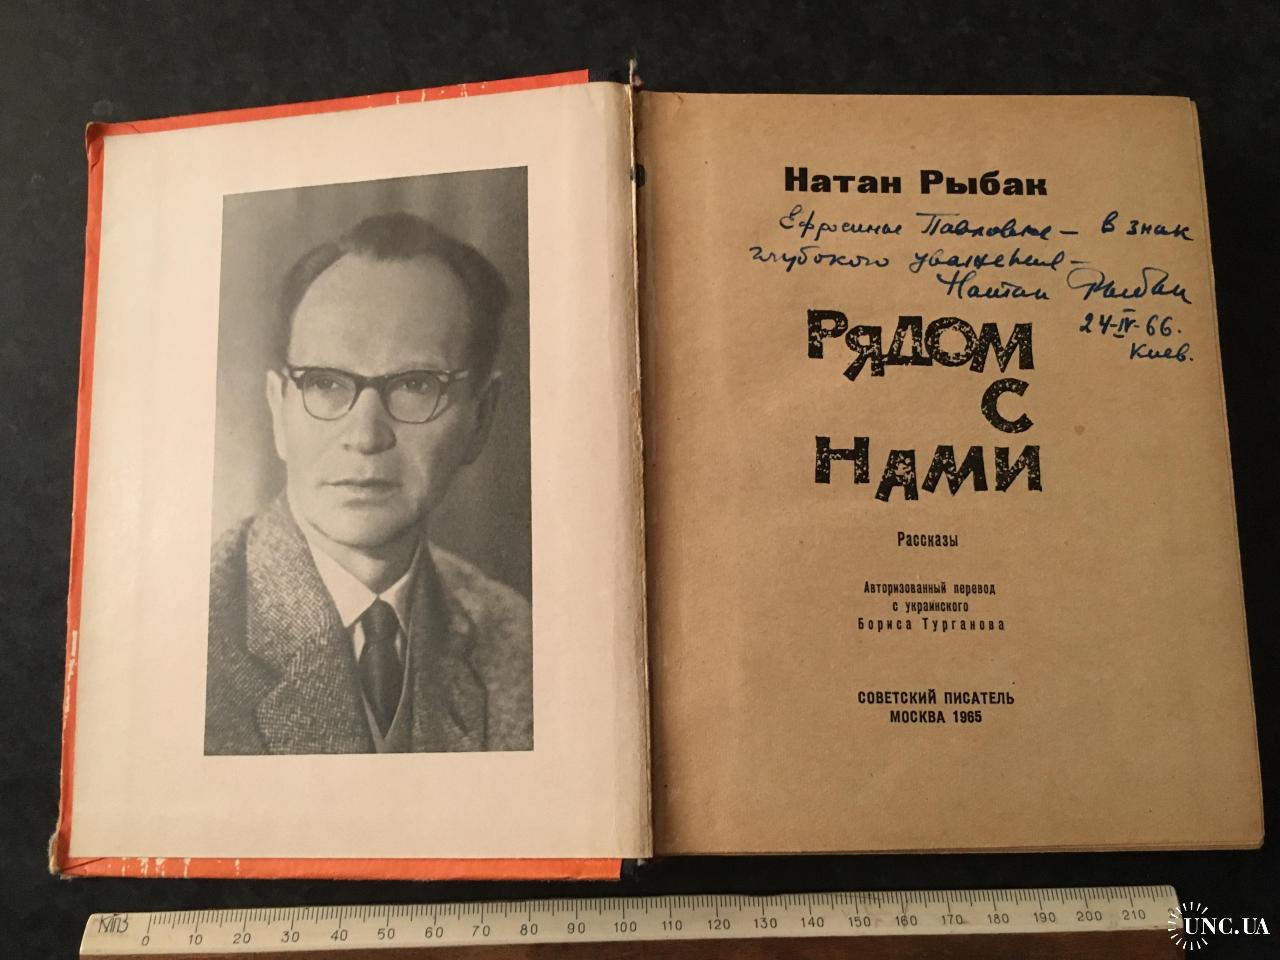 Натан Рыбак
Ефросинье Павловне – в знак
глубокого уважения –
Натан Рыбак
24-IV-66.
Киев.
РЯДОМ
С
НАМИ
Рассказы
Авторизованный перевод
с украинского
Бориса Турганова
СОВЕТСКИЙ ПИСАТЕЛЬ
МОСКВА 1965
0 10 20 30 40 50 60 70 80 90 100 110 120 130 140 150 160 170 180 190 200 210
UNC.UA